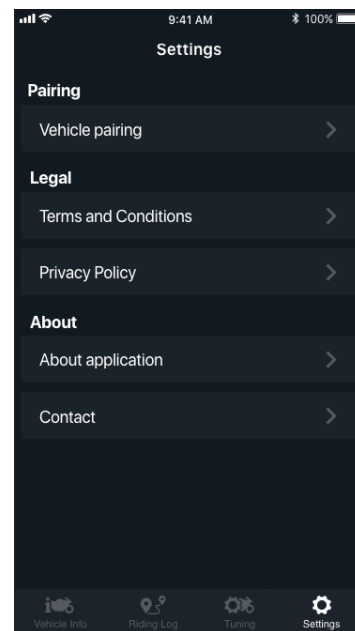 9:41 AM 100%
Settings
Pairing
Vehicle pairing
Legal
Terms and Conditions
Privacy Policy
About
About application
Contact
Vehicle Info Riding Log Tuning Settings